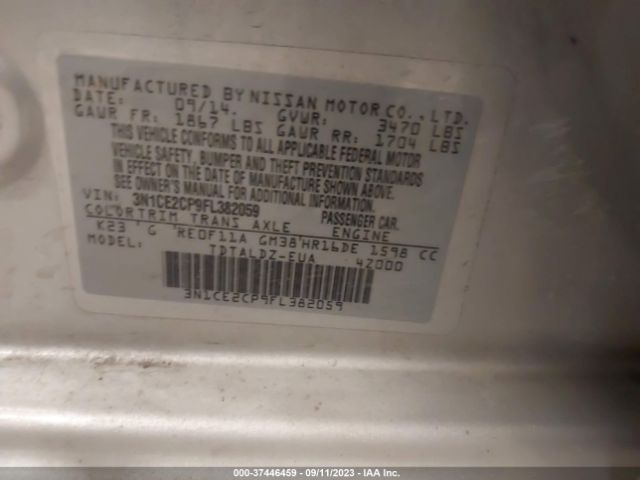 MANUFACTURED BY NISSAN MOTOR CO., LTD.
DATE: 09/14. GVWR: 3470 LBS
GAWR FR: 1867 LBS GAWR RR: 1704 LBS
THIS VEHICLE CONFORMS TO ALL APPLICABLE FEDERAL MOTOR
VEHICLE SAFETY, BUMPER AND THEFT PREVENTION STANDARDS
IN EFFECT ON THE DATE OF MANUFACTURE SHOWN ABOVE.
SEE OWNER'S MANUAL FOR ADDITIONAL INFORMATION.
VIN: 3N1CE2CP9FL382059 PASSENGER CAR.
COLOR TRIM TRANS AXLE ENGINE
K23 G RE0F11A GM38 HR16DE 1598 CC
MODEL: TDTALDZ-EUA 42000
3N1CE2CP9FL382059
000-37446459 - 09/11/2023 - IAA Inc.